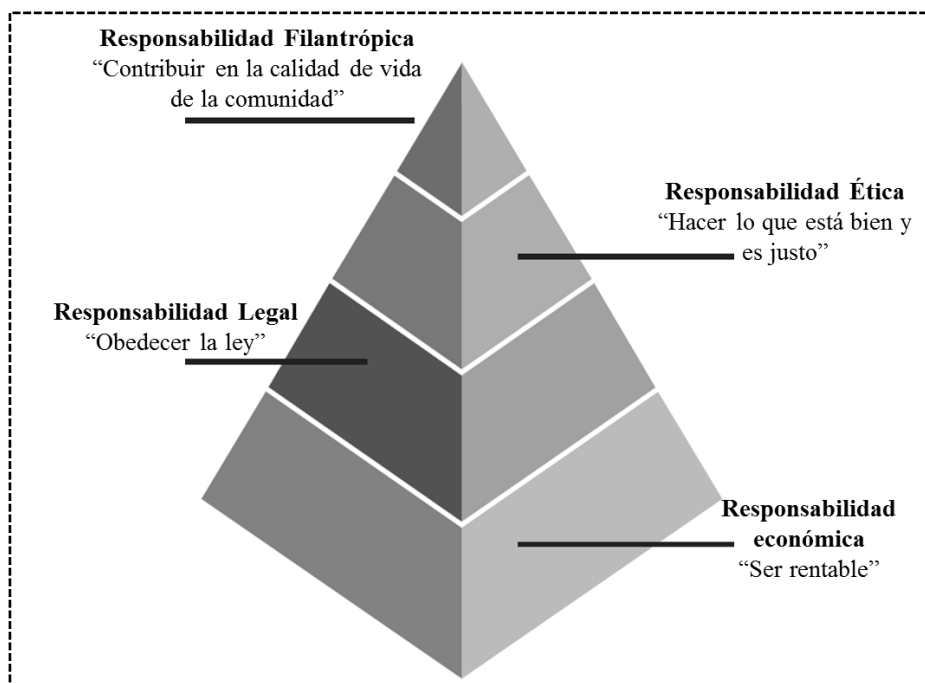 Responsabilidad Filantrópica
“Contribuir en la calidad de vida
de la comunidad”
Responsabilidad Ética
“Hacer lo que está bien y
es justo”
Responsabilidad Legal
“Obedecer la ley”
Responsabilidad
económica
“Ser rentable”